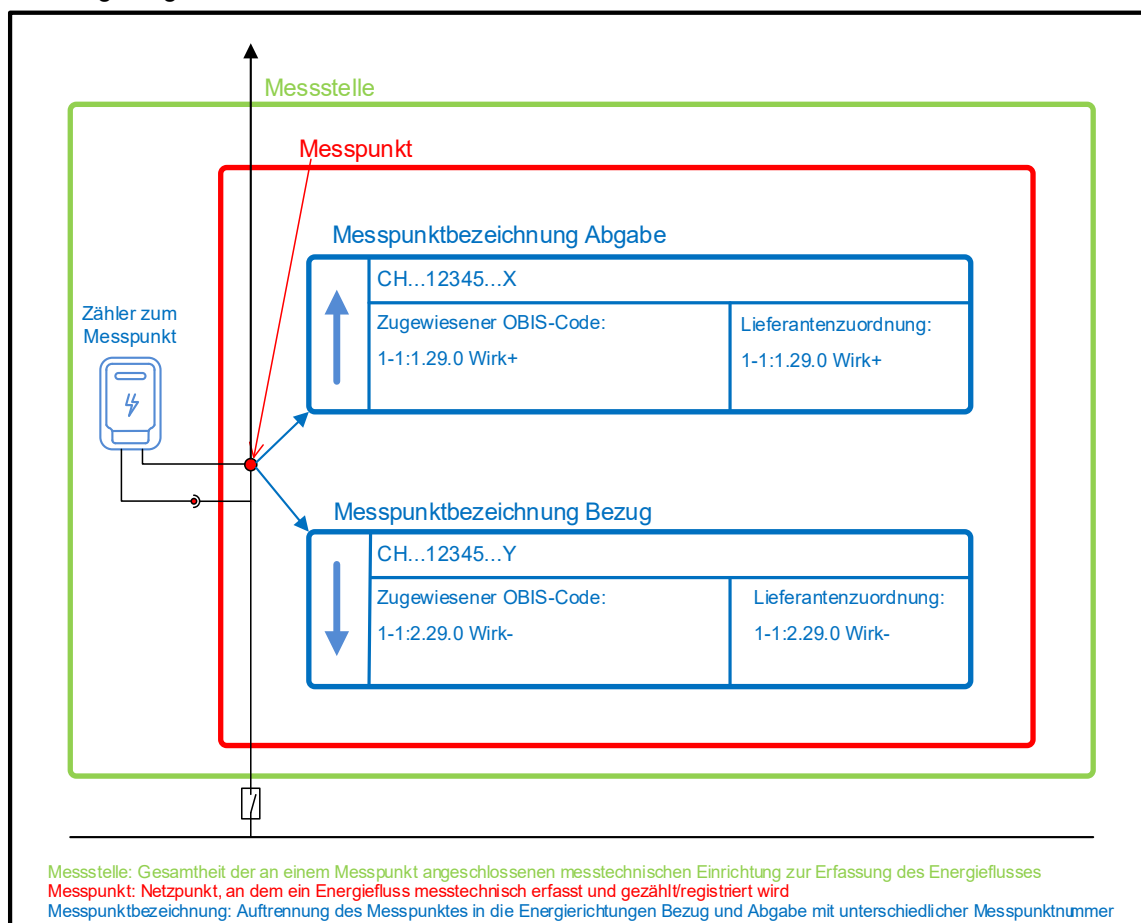 Messstelle
Messpunkt
Messpunktbezeichnung Abgabe
CH...12345...X
Zugewiesener OBIS-Code:
1-1:1.29.0 Wirk+
Lieferantenzuordnung:
1-1:1.29.0 Wirk+
Zähler zum
Messpunkt
Messpunktbezeichnung Bezug
CH...12345...Y
Zugewiesener OBIS-Code:
1-1:2.29.0 Wirk-
Lieferantenzuordnung:
1-1:2.29.0 Wirk-
Messstelle: Gesamtheit der an einem Messpunkt angeschlossenen messtechnischen Einrichtung zur Erfassung des Energieflusses
Messpunkt: Netzpunkt, an dem ein Energiefluss messtechnisch erfasst und gezählt/registriert wird
Messpunktbezeichnung: Auftrennung des Messpunktes in die Energierichtungen Bezug und Abgabe mit unterschiedlicher Messpunktnummer